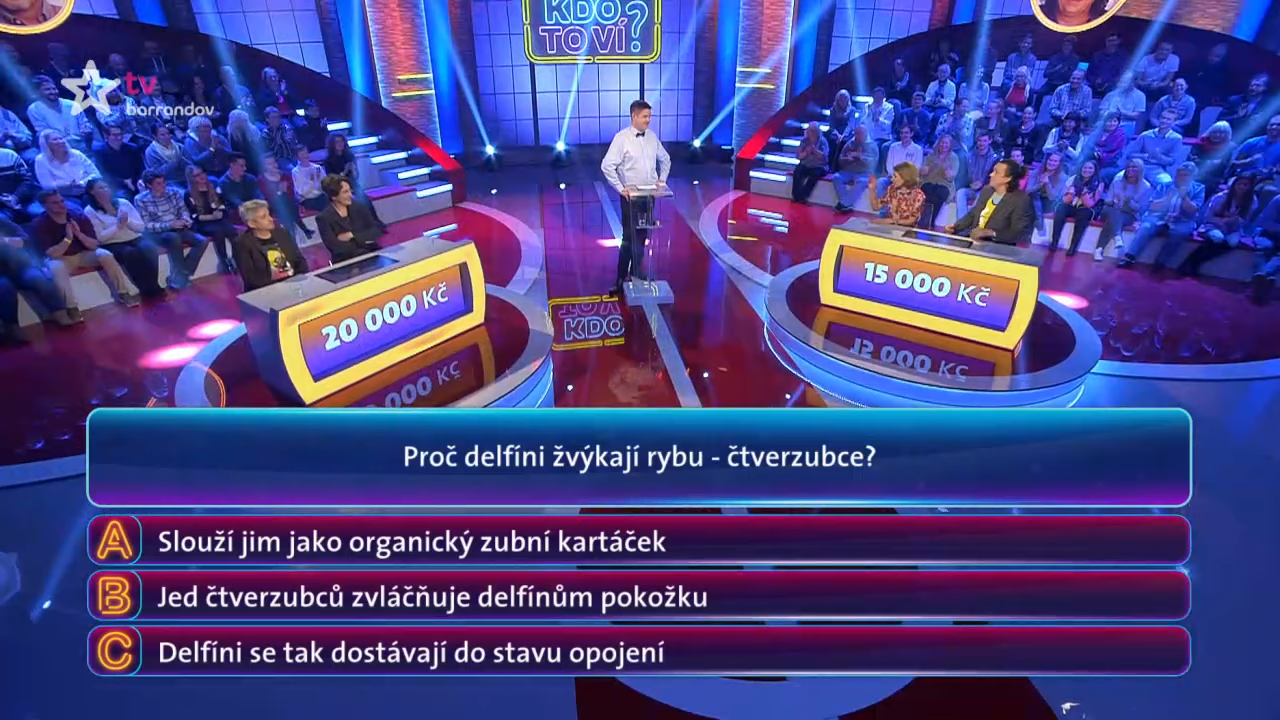 KDO
TO VÍ?
tv
barrandov
20 000 Kč
15 000 Kč
KDO
Proč delfíni žvýkají rybu - čtverzubce?
A Slouží jim jako organický zubní kartáček
B Jed čtverzubců zvláčňuje delfínům pokožku
C Delfíni se tak dostávají do stavu opojení